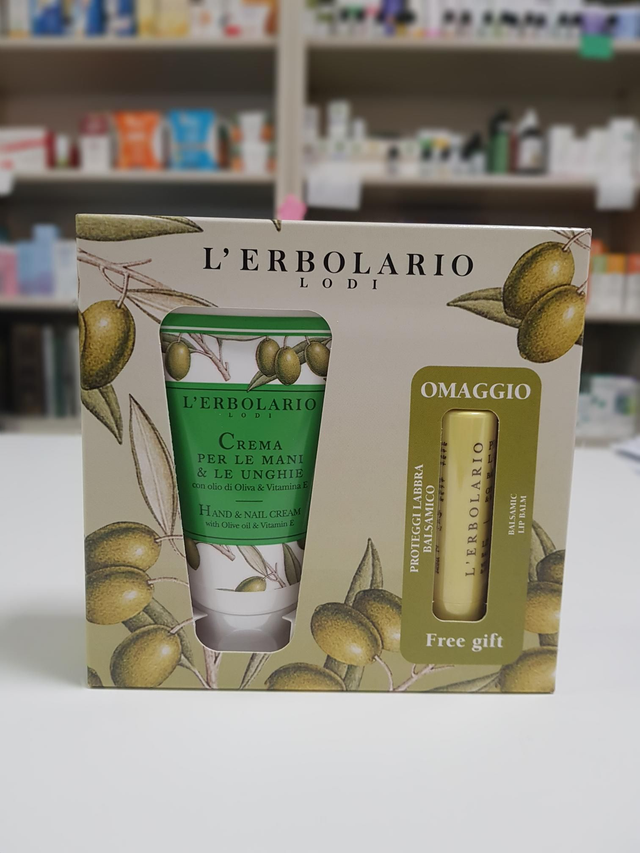 L'ERBOLARIO
LODI
L'ERBOLARIO
LODI
CREMA
PER LE MANI
& LE UNGHIE
con olio di Oliva & Vitamina E
HAND & NAIL CREAM
with Olive oil & Vitamin E
OMAGGIO
PROTEGGI LABBRA
BALSAMICO
L'ERBOLARIO
BALSAMIC
LIP BALM
Free gift